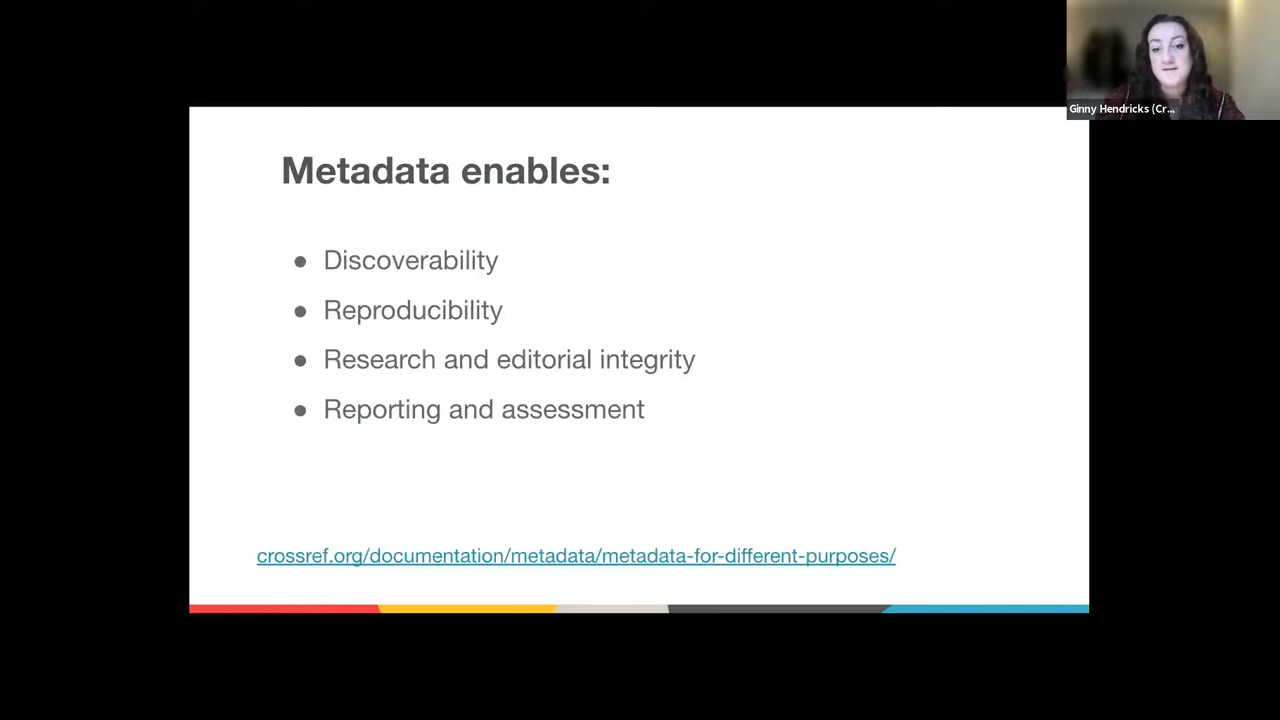 Ginny Hendricks (Cr...
Metadata enables:
● Discoverability
● Reproducibility
● Research and editorial integrity
● Reporting and assessment
crossref.org/documentation/metadata/metadata-for-different-purposes/